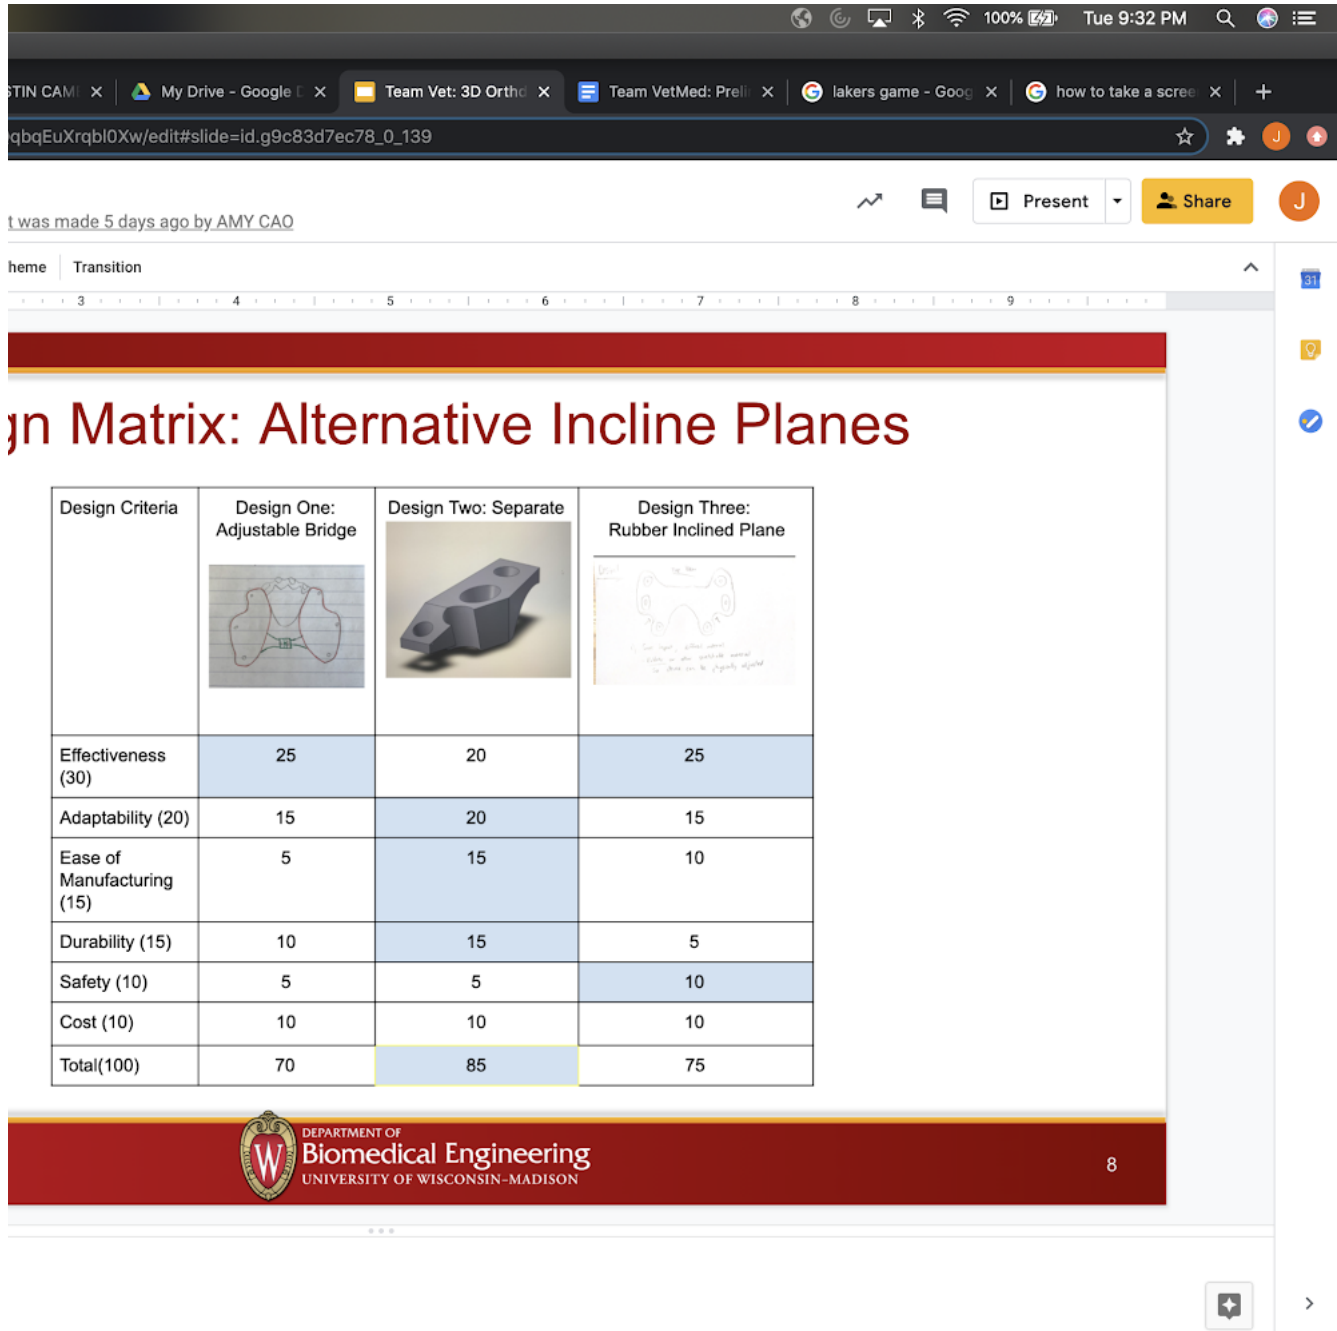 100%
Tue 9:32 PM
STIN CAM
My Drive - Google D
Team Vet: 3D Ortho
Team VetMed: Preli
lakers game - Goog
how to take a scree
qbqEuXrqbl0Xw/edit#slide=id.g9c83d7ec78_0_139
J
t was made 5 days ago by AMY CAO
Present
Share
J
heme
Transition
31
3 4 5 6 7 8 9
gn Matrix: Alternative Incline Planes
Design Criteria
Design One:
Adjustable Bridge
Design Two: Separate
Design Three:
Rubber Inclined Plane
Effectiveness
(30)
25
20
25
Adaptability (20)
15
20
15
Ease of
Manufacturing
(15)
5
15
10
Durability (15)
10
15
5
Safety (10)
5
5
10
Cost (10)
10
10
10
Total(100)
70
85
75
W
DEPARTMENT OF
Biomedical Engineering
UNIVERSITY OF WISCONSIN-MADISON
8